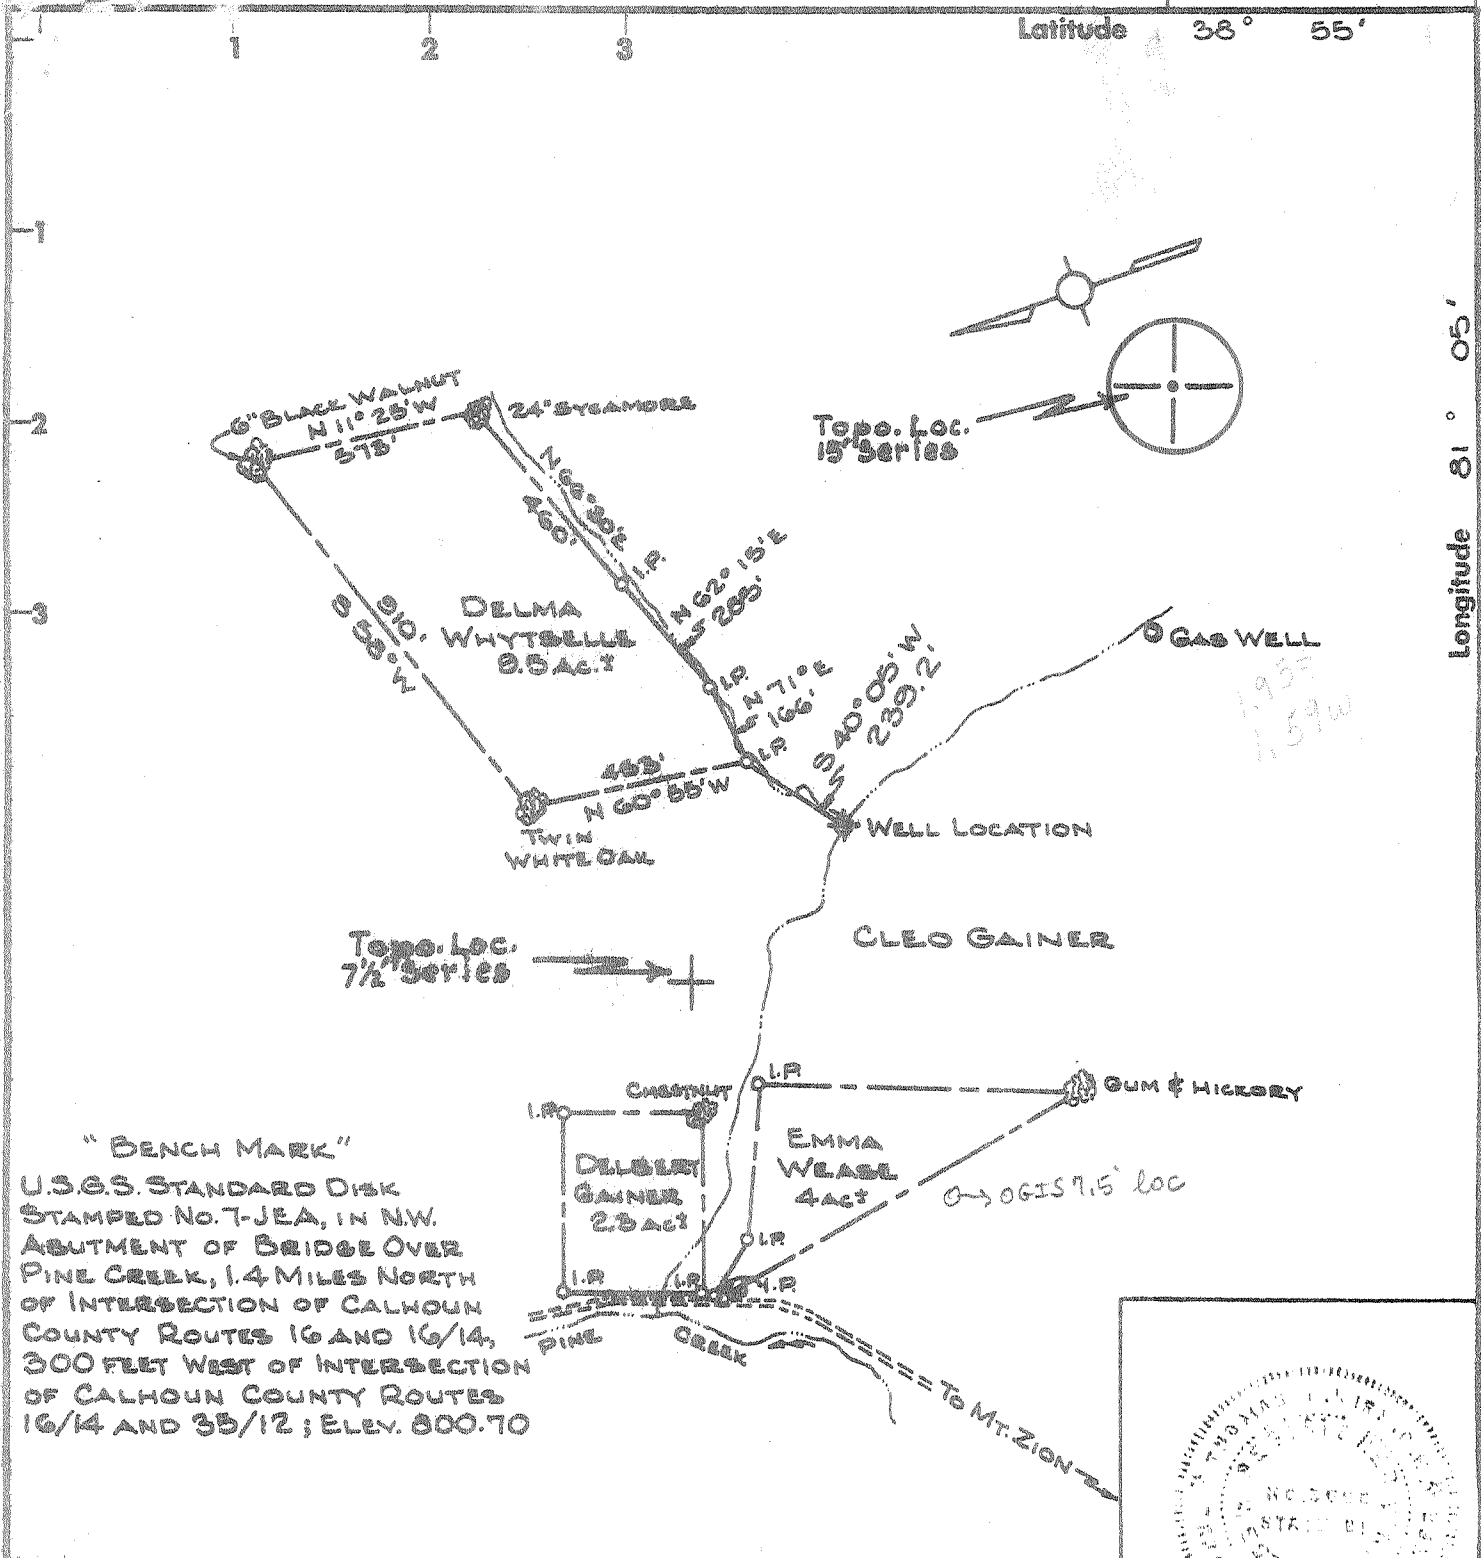 1 2 3
Latitude 38° 55'
1
2
3
Longitude 81° 05'
6" BLACK WALNUT
N 11° 25' W
373'
24" SYCAMORE
Topo. Loc.
15' Series
460'
I.P.
N 62° 15' E
285'
DELMA
WHYTSELLE
9.5 AC.±
910'
S 58° E
I.P.
N 71° E
166'
I.P.
S 40° 05' W
239.2'
GAS WELL
483'
N 60° 55' W
TWIN
WHITE OAK
WELL LOCATION
CLEO GAINER
Topo. Loc.
7½' Series
I.P.
CHESTNUT
I.P.
GUM & HICKORY
DELBERT
GAINER
2.3 AC±
EMMA
WEASE
4 AC±
O→ OGIS 7.5' loc
I.P.
I.P.
I.P.
PINE CREEK
TO MT. ZION
"BENCH MARK"
U.S.G.S. STANDARD DISK
STAMPED NO. 7-JEA, IN N.W.
ABUTMENT OF BRIDGE OVER
PINE CREEK, 1.4 MILES NORTH
OF INTERSECTION OF CALHOUN
COUNTY ROUTES 16 AND 16/14,
300 FEET WEST OF INTERSECTION
OF CALHOUN COUNTY ROUTES
16/14 AND 35/12; ELEV. 800.70
THOMAS